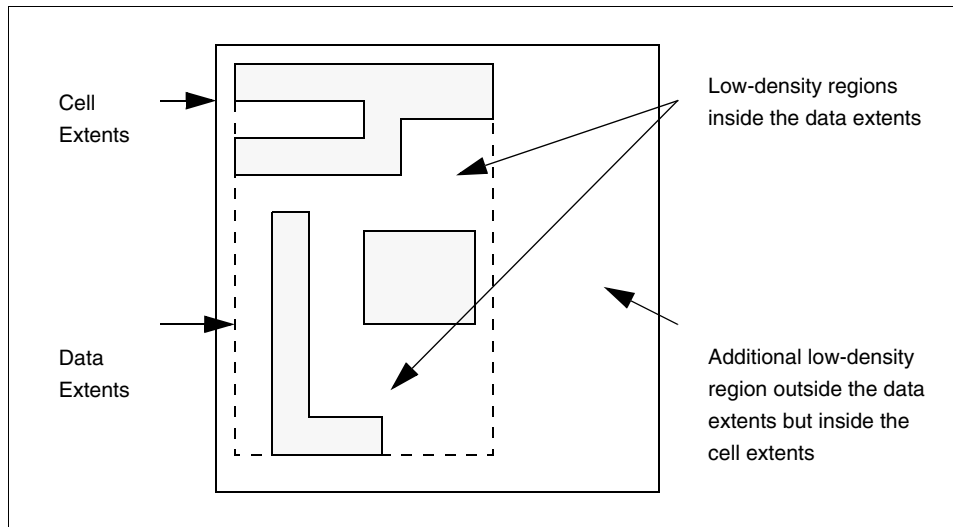 Cell
Extents
Low-density regions
inside the data extents
Data
Extents
Additional low-density
region outside the data
extents but inside the
cell extents